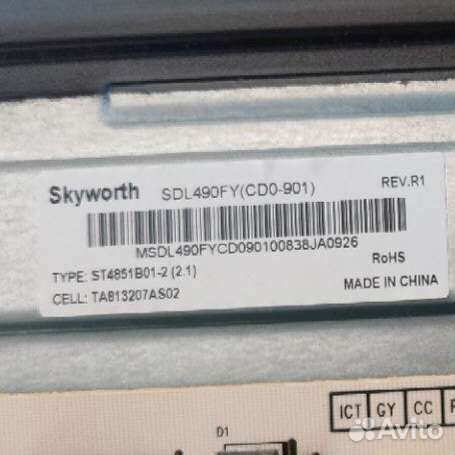 Skyworth SDL490FY(CD0-901) REV.R1
MSDL490FYCD090100838JA0926
TYPE: ST4851B01-2 (2.1) RoHS
CELL: TA813207AS02 MADE IN CHINA
ICT GY CC
D1
Avito